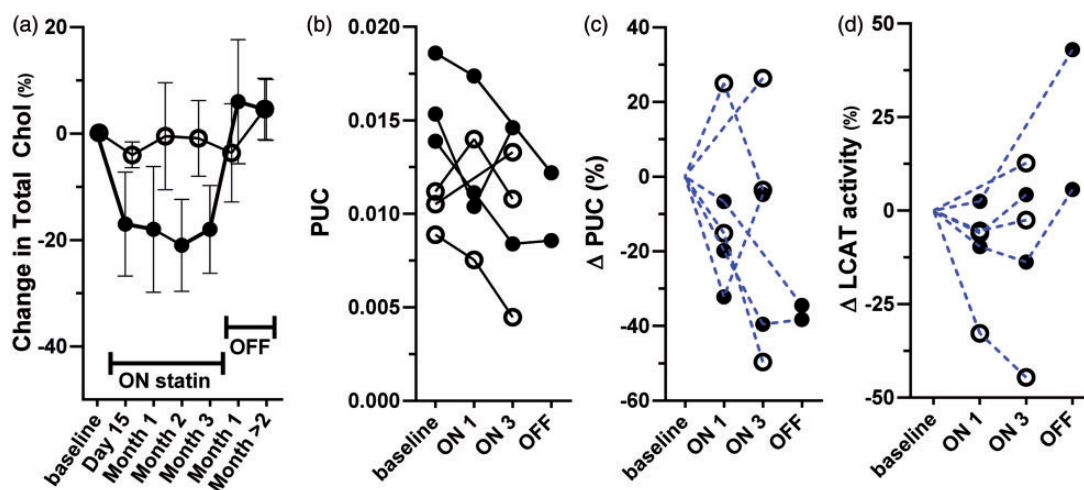 (a)
Change in Total Chol (%)
20
0
-20
-40
ON statin
OFF
baseline
Day 15
Month 1
Month 2
Month 3
Month 1
Month >2
(b)
PUC
0.020
0.015
0.010
0.005
0.000
baseline
ON 1
ON 3
OFF
(c)
Δ PUC (%)
40
20
0
-20
-40
-60
baseline
ON 1
ON 3
OFF
(d)
Δ LCAT activity (%)
50
25
0
-25
-50
baseline
ON 1
ON 3
OFF